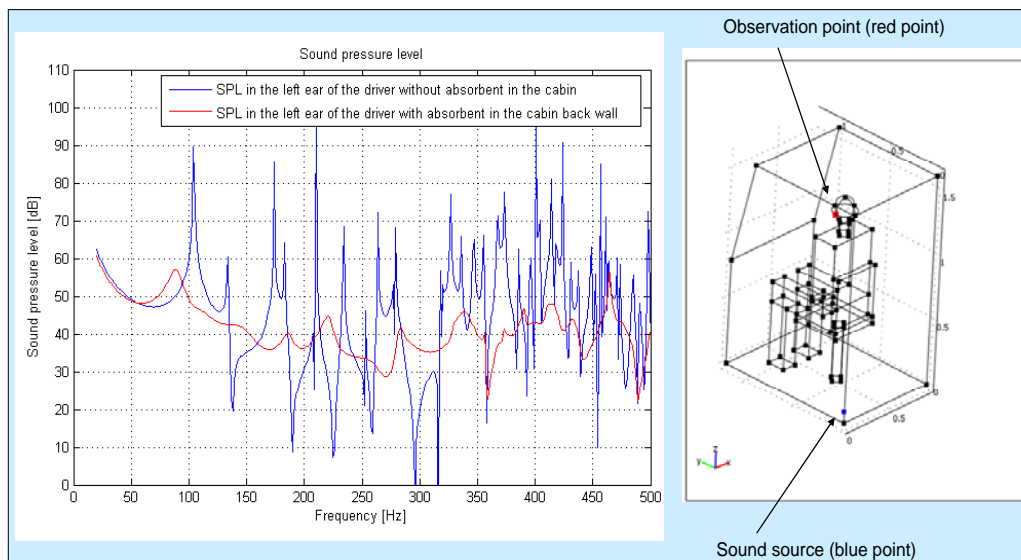 Observation point (red point)
Sound pressure level
SPL in the left ear of the driver without absorbent in the cabin
SPL in the left ear of the driver with absorbent in the cabin back wall
Sound pressure level [dB]
110
100
90
80
70
60
50
40
30
20
10
0
0 50 100 150 200 250 300 350 400 450 500
Frequency [Hz]
1
0.5
0
1.5
1
0.5
0
0.5
0
z
y x
Sound source (blue point)